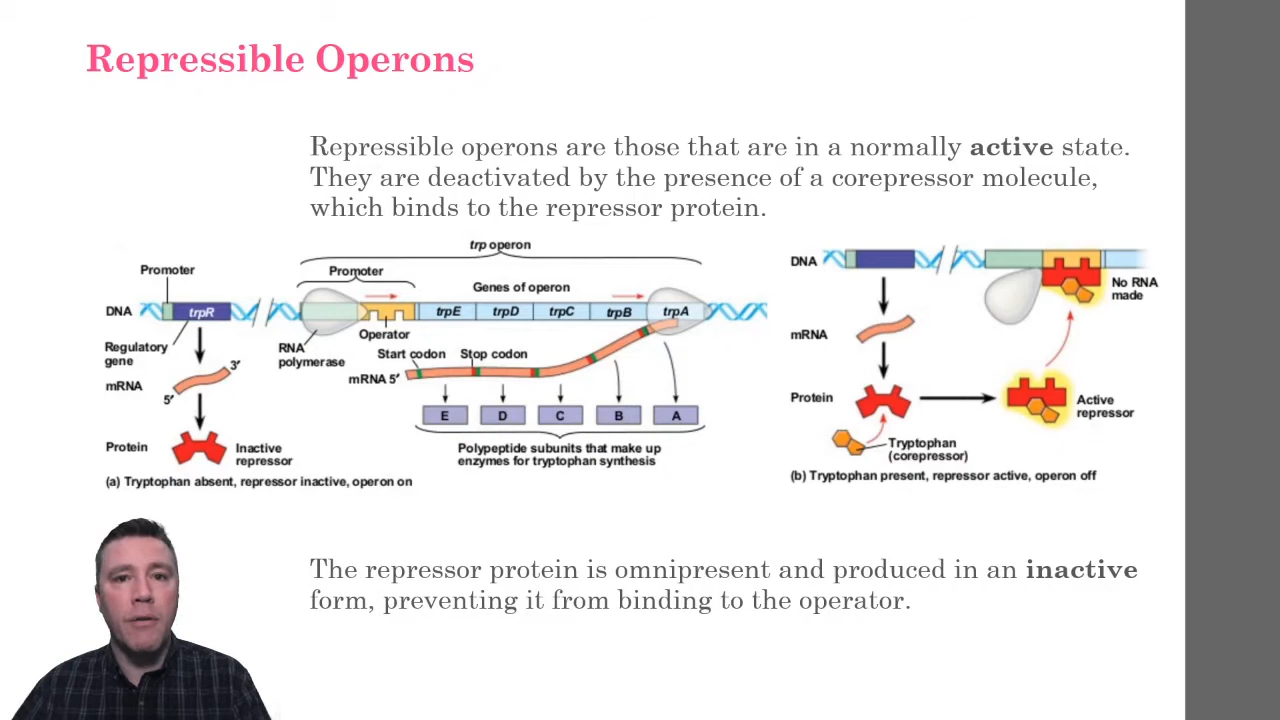 Repressible Operons
Repressible operons are those that are in a normally active state.
They are deactivated by the presence of a corepressor molecule,
which binds to the repressor protein.
trp operon
Promoter
Promoter
Genes of operon
DNA
trpR
trpE
trpD
trpC
trpB
trpA
Operator
Regulatory
gene
RNA
polymerase
Start codon
Stop codon
mRNA
3′
5′
mRNA 5′
E
D
C
B
A
Protein
Inactive
repressor
Polypeptide subunits that make up
enzymes for tryptophan synthesis
(a) Tryptophan absent, repressor inactive, operon on
DNA
No RNA
made
mRNA
Protein
Active
repressor
Tryptophan
(corepressor)
(b) Tryptophan present, repressor active, operon off
The repressor protein is omnipresent and produced in an inactive
form, preventing it from binding to the operator.